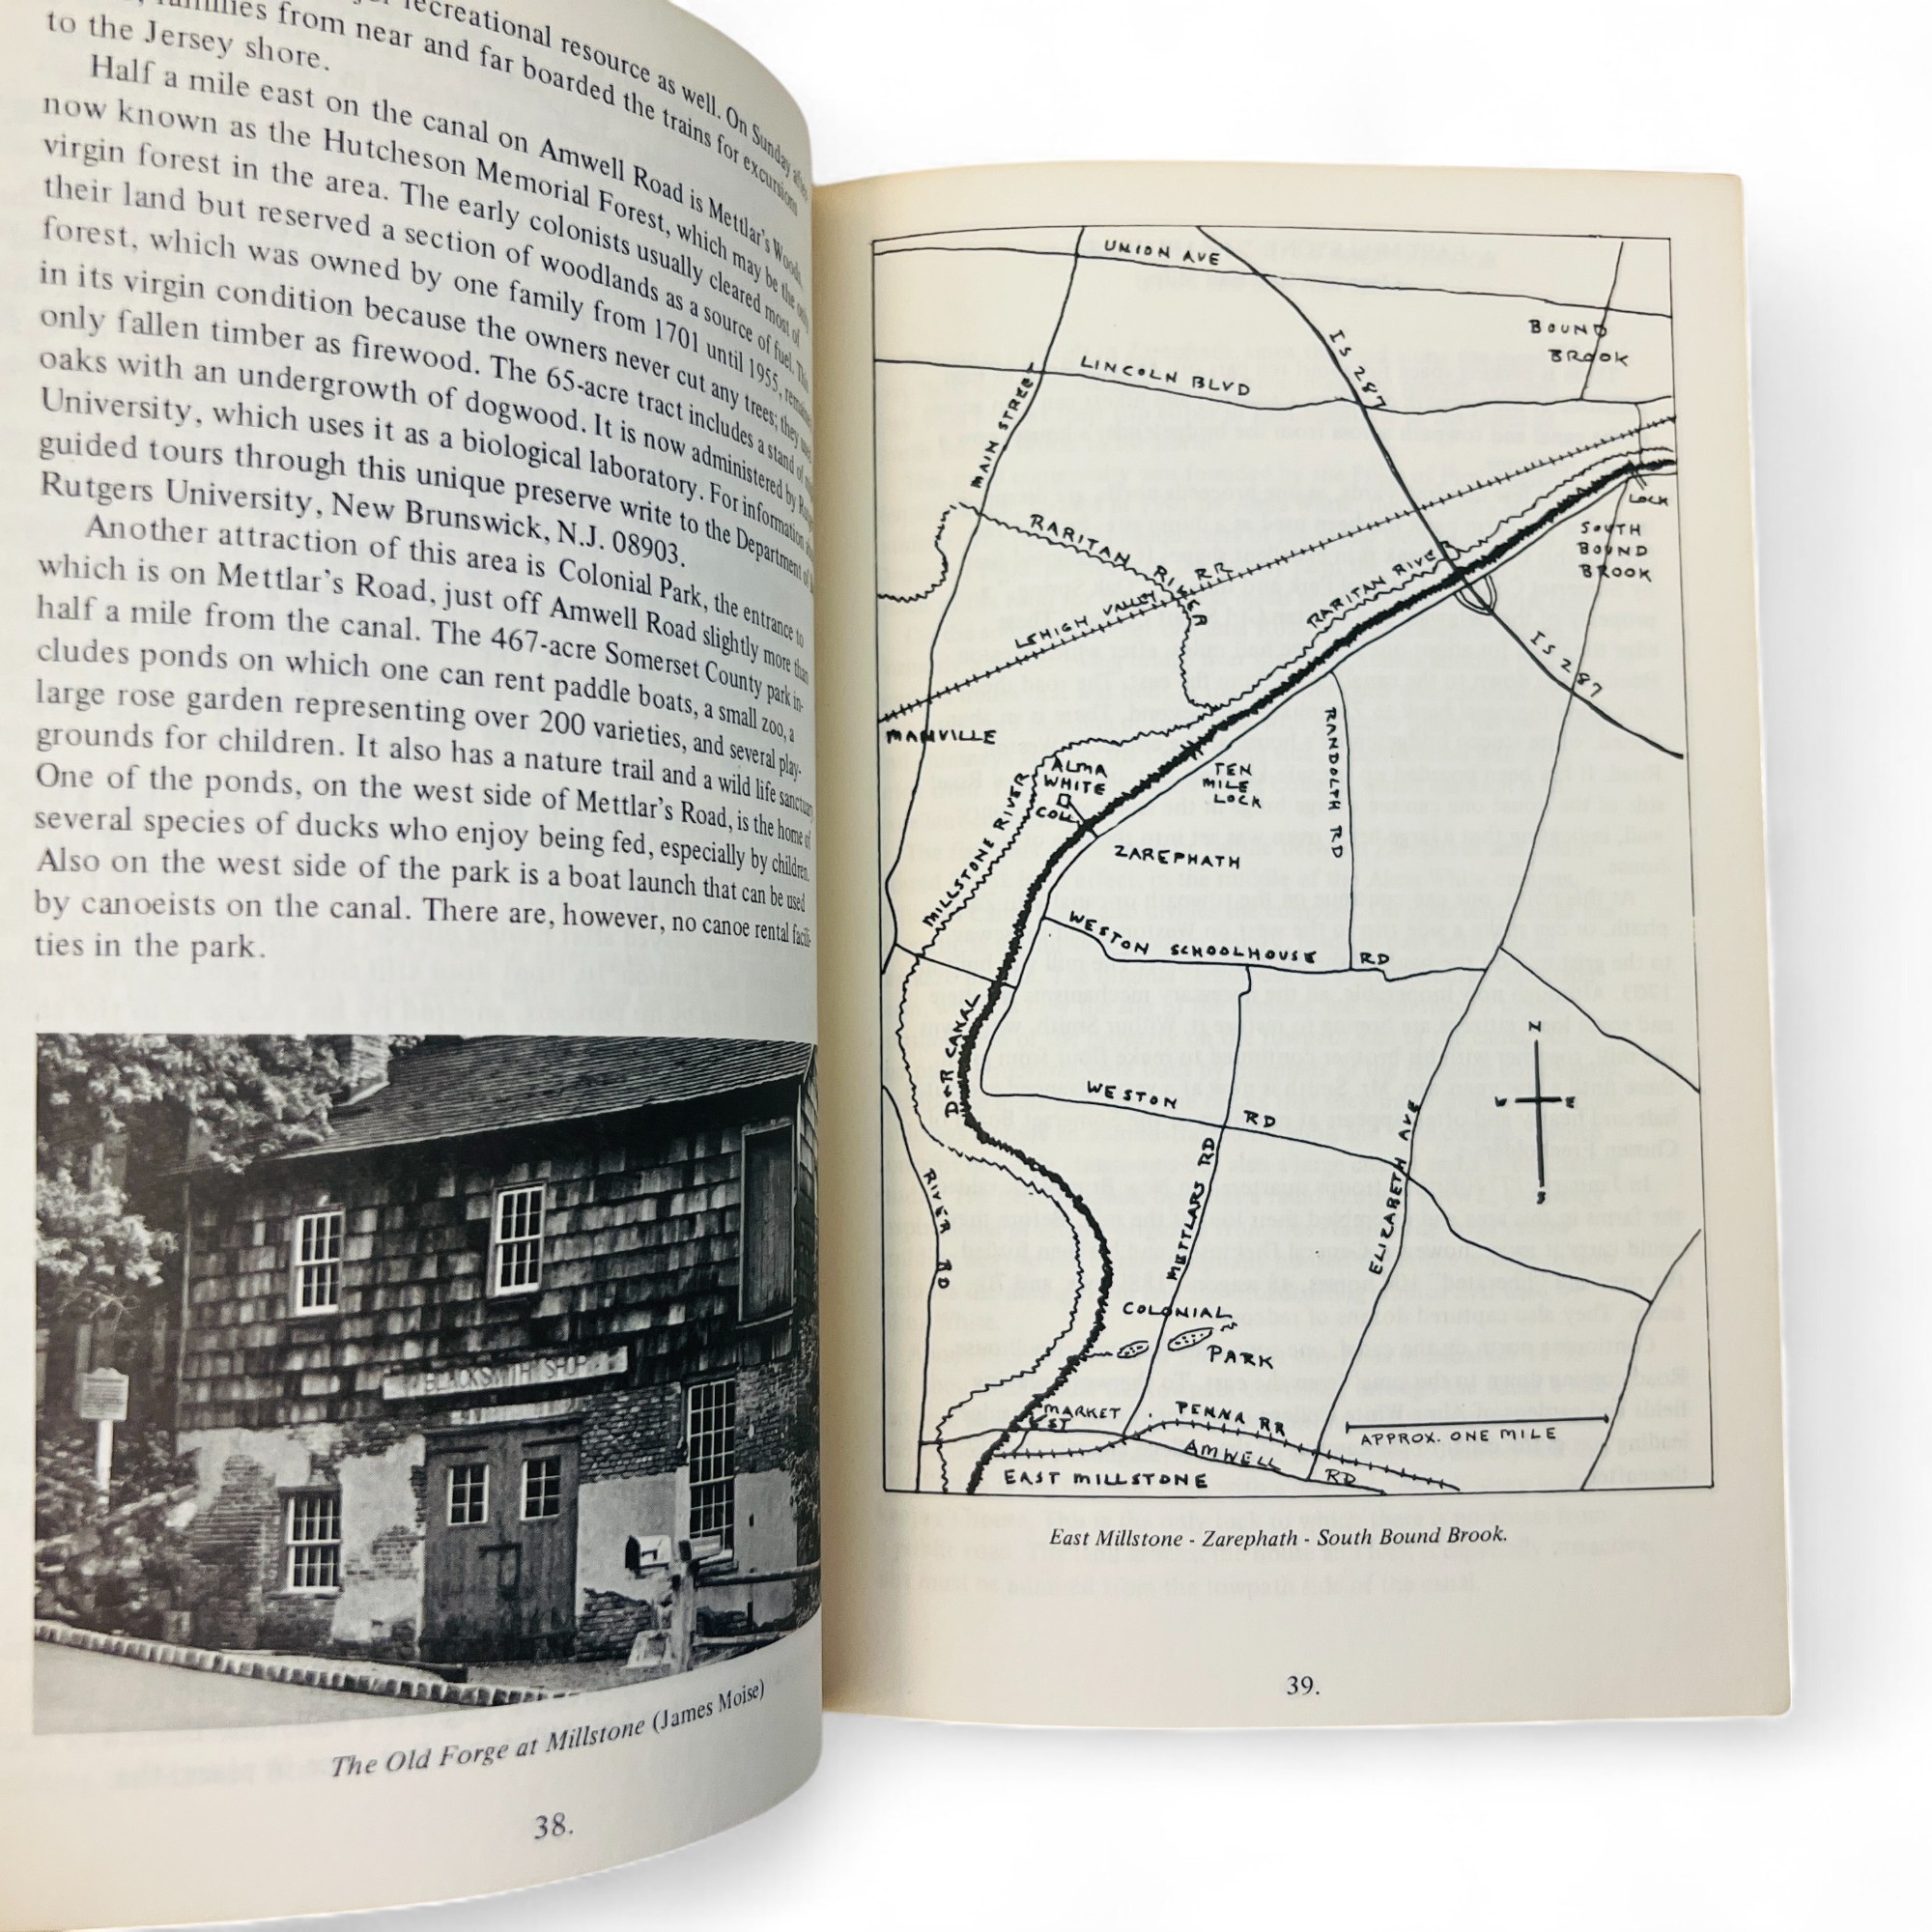 recreational resource as well. On Sunday
families from near and far boarded the trains for excursions
to the Jersey shore.
Half a mile east on the canal on Amwell Road is Mettlar's Woods,
now known as the Hutcheson Memorial Forest, which may be the only
virgin forest in the area. The early colonists usually cleared most of
their land but reserved a section of woodlands as a source of fuel. This
forest, which was owned by one family from 1701 until 1955,
in its virgin condition because the owners never cut any trees; they used
only fallen timber as firewood. The 65-acre tract includes a stand of
oaks with an undergrowth of dogwood. It is now administered by
University, which uses it as a biological laboratory. For information
guided tours through this unique preserve write to the Department of
Rutgers University, New Brunswick, N.J. 08903.
Another attraction of this area is Colonial Park, the entrance to
which is on Mettlar's Road, just off Amwell Road slightly more than
half a mile from the canal. The 467-acre Somerset County park in-
cludes ponds on which one can rent paddle boats, a small zoo, a
large rose garden representing over 200 varieties, and several play-
grounds for children. It also has a nature trail and a wild life sanctuary.
One of the ponds, on the west side of Mettlar's Road, is the home of
several species of ducks who enjoy being fed, especially by children.
Also on the west side of the park is a boat launch that can be used
by canoeists on the canal. There are, however, no canoe rental facili-
ties in the park.
BLACKSMITH SHOP
The Old Forge at Millstone (James Moise)
38.
UNION AVE
BOUND
BROOK
IS 287
LINCOLN BLVD
MAIN STREET
LOCK
SOUTH
BOUND
BROOK
RARITAN RIVER
LEHIGH VALLEY RR
RARITAN RIVER
IS 287
MANVILLE
RANDOLPH RD
ALMA
WHITE
COLL
TEN
MILE
LOCK
MILLSTONE RIVER
ZAREPHATH
WESTON SCHOOLHOUSE RD
D+R CANAL
N
W E
S
WESTON RD
RIVER RD
METTLARS RD
ELIZABETH AVE
COLONIAL
PARK
MARKET
ST
PENNA RR
APPROX. ONE MILE
AMWELL RD
EAST MILLSTONE
East Millstone - Zarephath - South Bound Brook.
39.